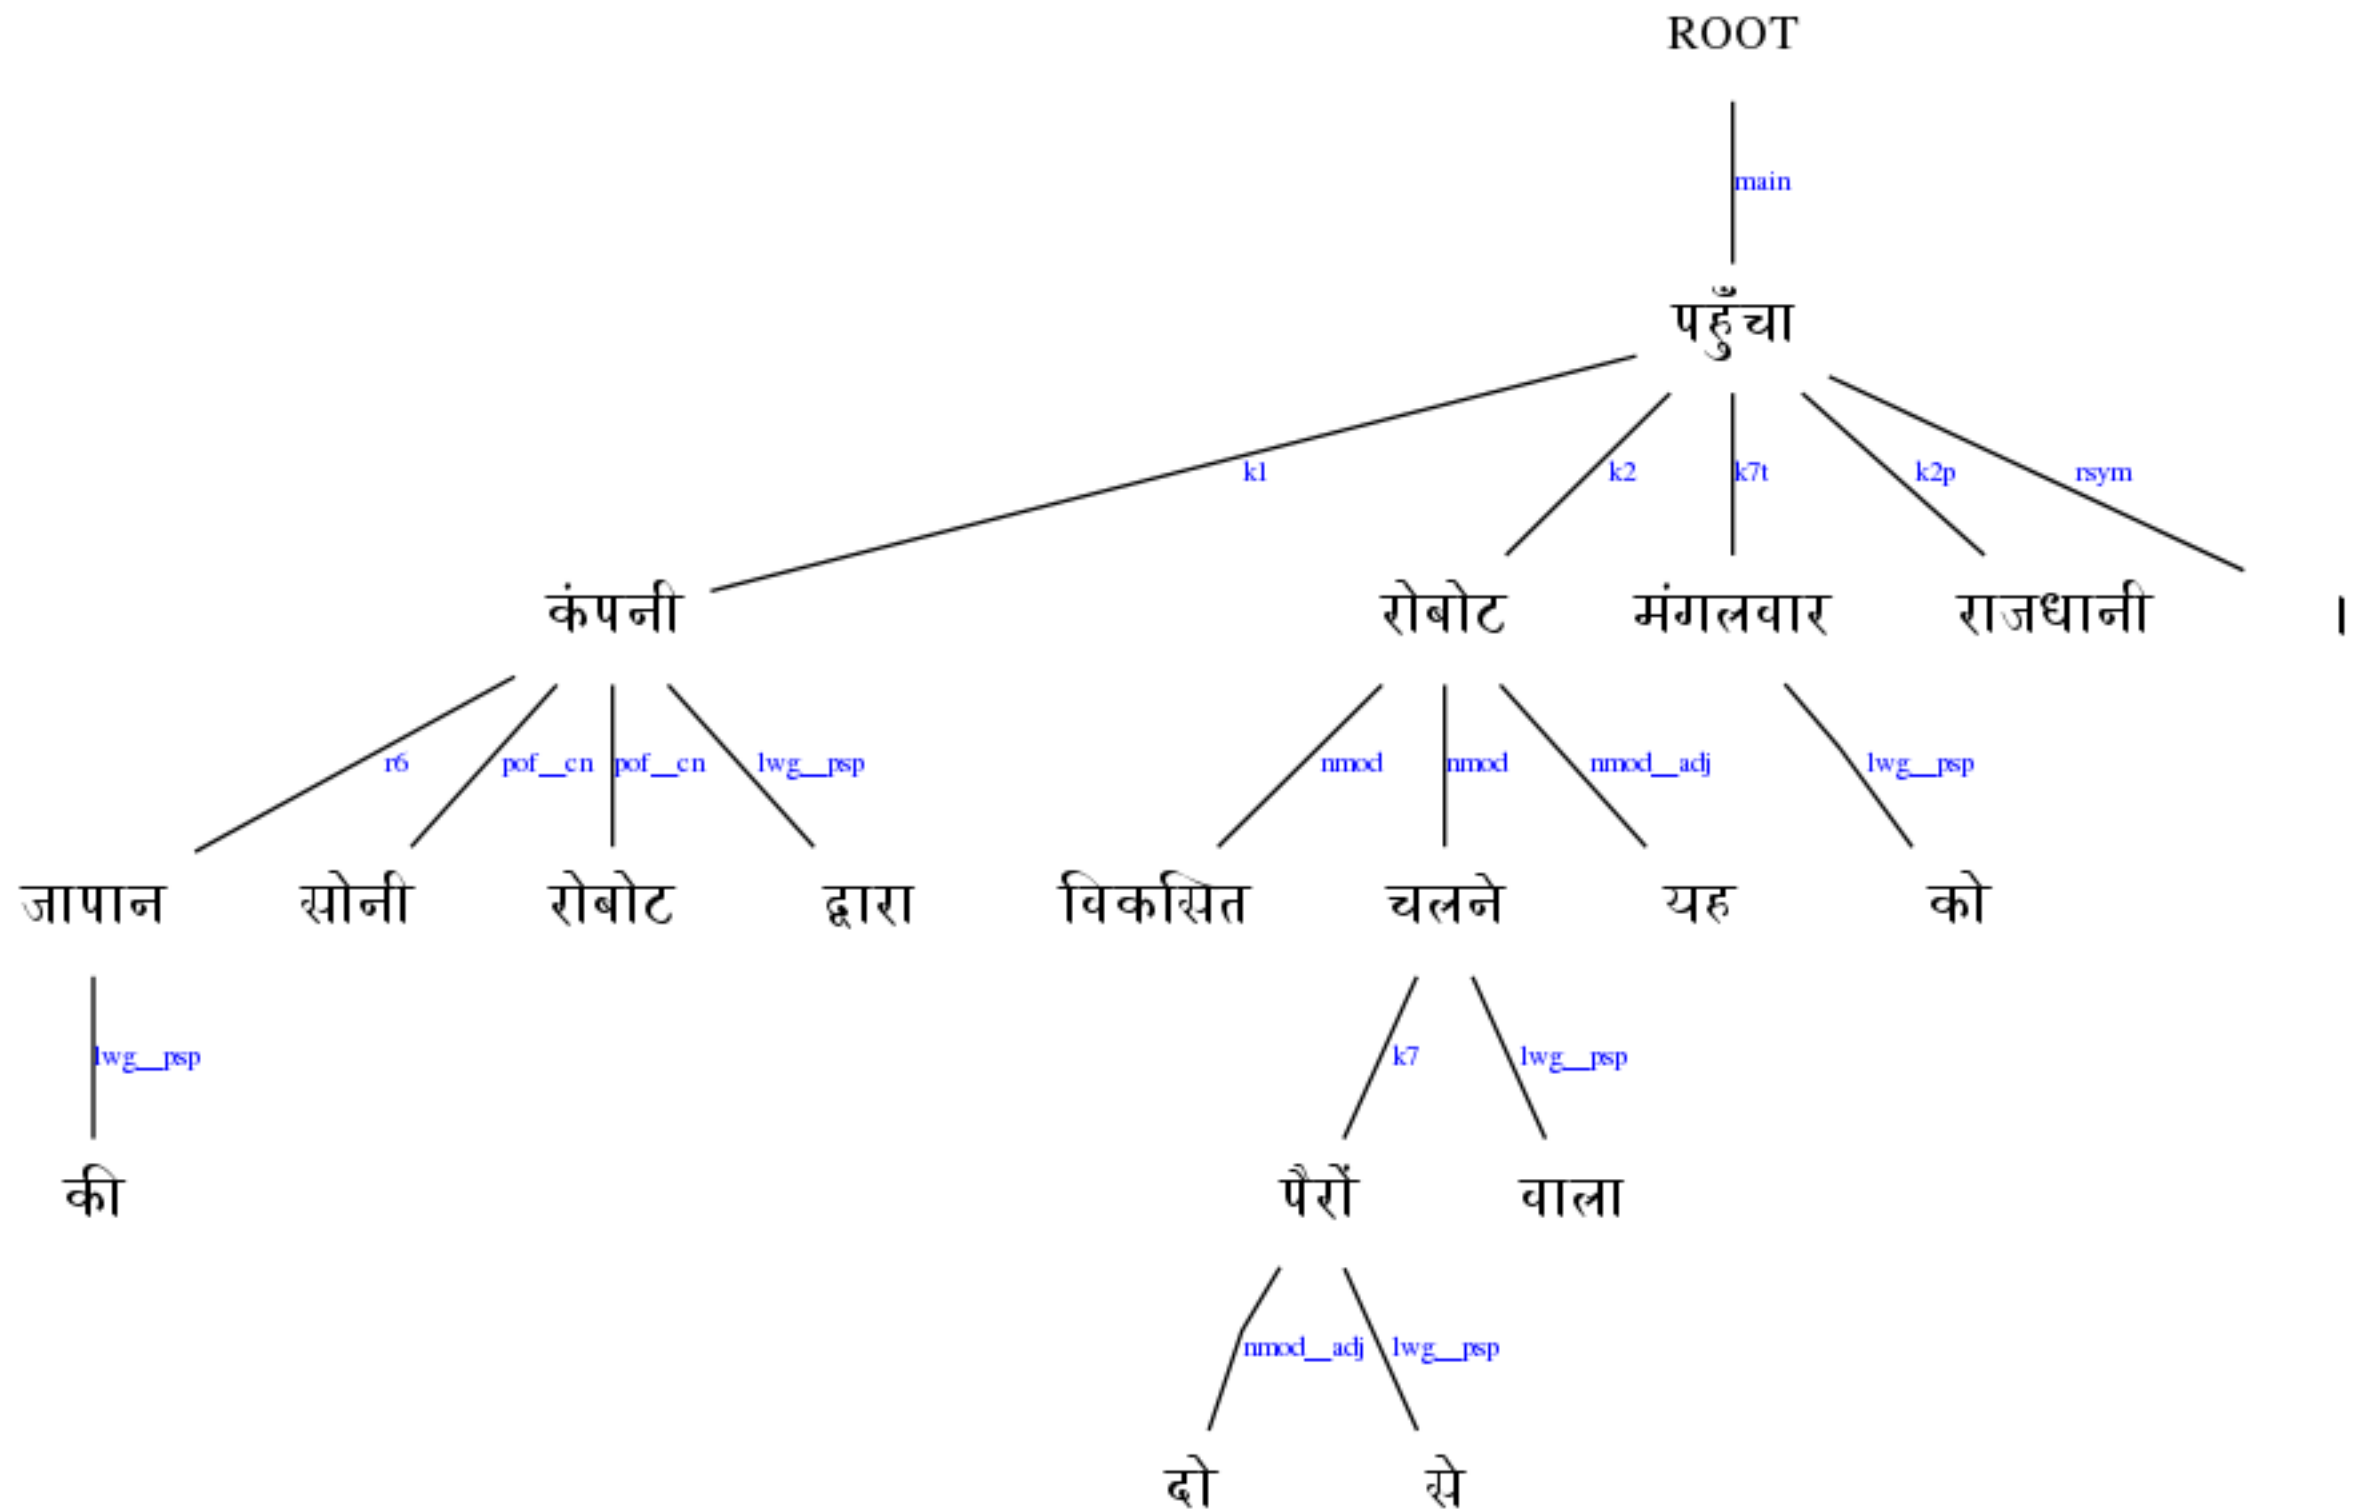 ROOT
main
पहुँचा
k1 k2 k7t k2p rsym
कंपनी रोबोट मंगलवार राजधानी ।
r6 pof__cn pof__cn lwg__psp nmod nmod nmod__adj lwg__psp
जापान सोनी रोबोट द्वारा विकसित चलने यह को
lwg__psp k7 lwg__psp
की पैरों वाला
nmod__adj lwg__psp
दो से